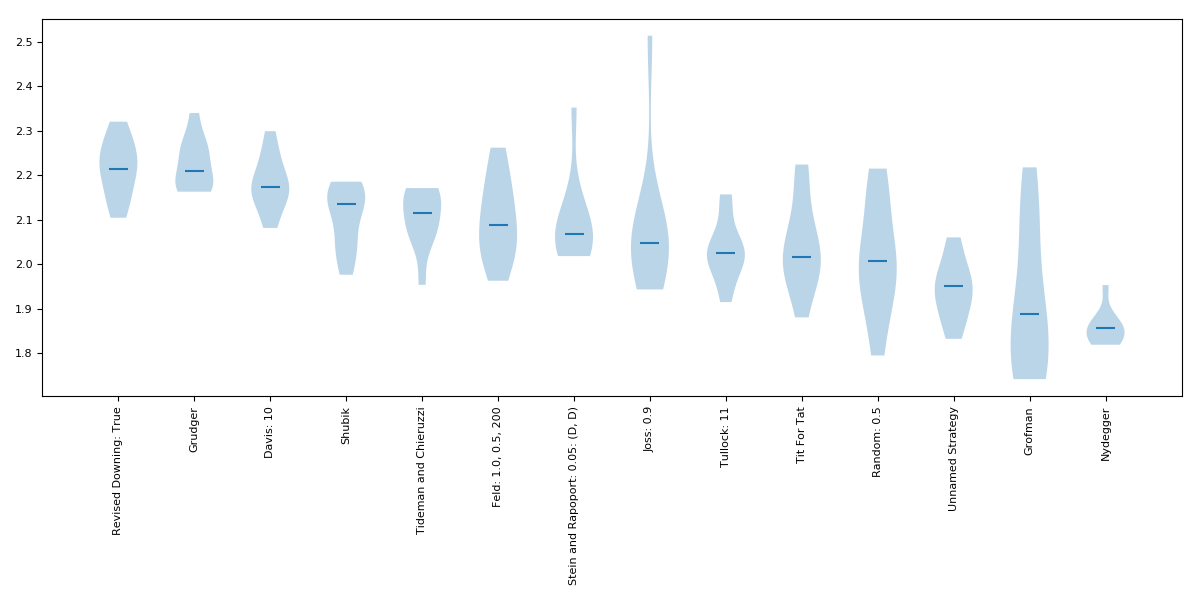 2.5
2.4
2.3
2.2
2.1
2.0
1.9
1.8
Revised Downing: True
Grudger
Davis: 10
Shubik
Tideman and Chieruzzi
Feld: 1.0, 0.5, 200
Stein and Rapoport: 0.05: (D, D)
Joss: 0.9
Tullock: 11
Tit For Tat
Random: 0.5
Unnamed Strategy
Grofman
Nydegger